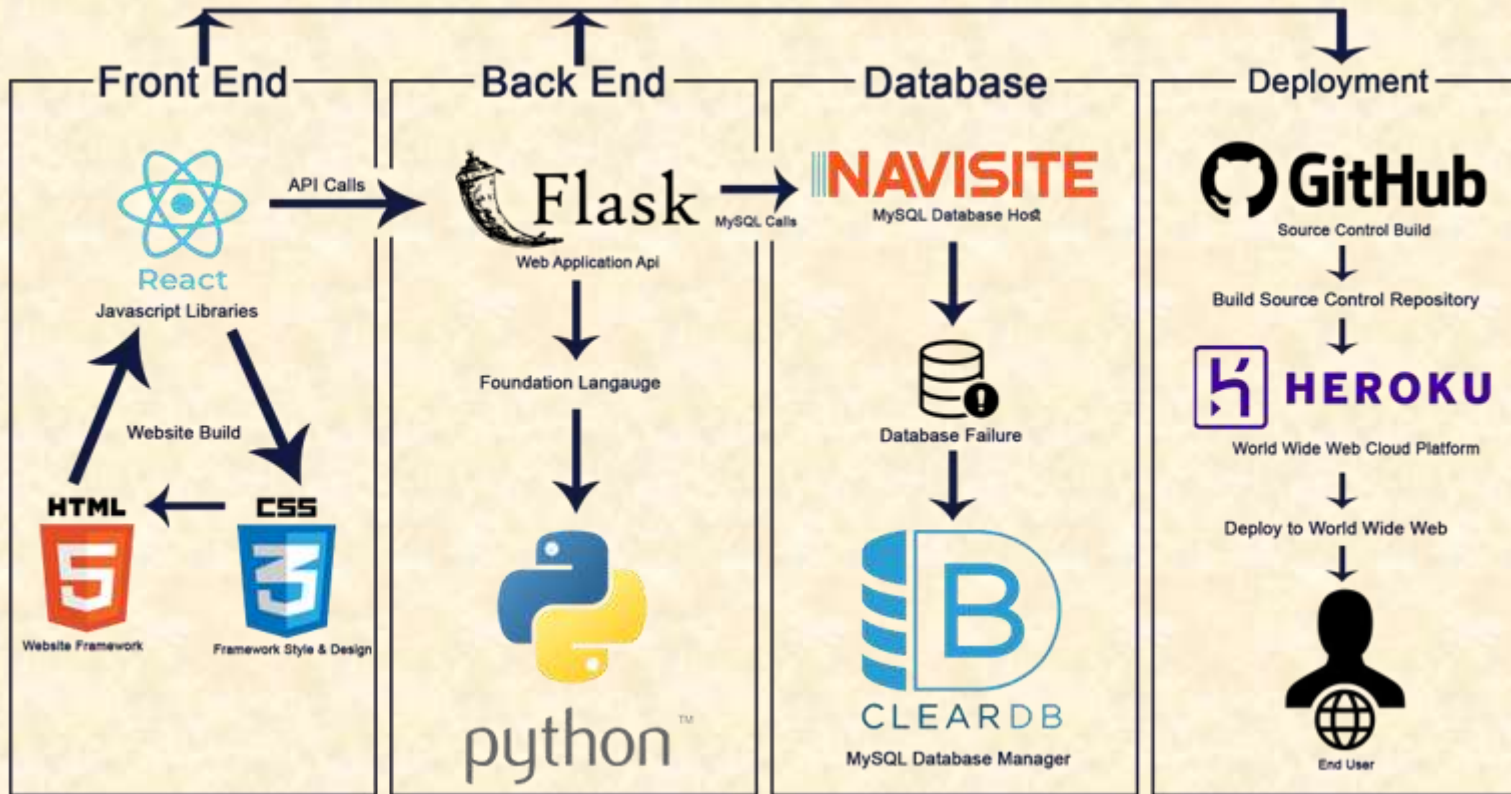 Front End
React
Javascript Libraries
Website Build
HTML
5
Website Framework
CSS
3
Framework Style & Design
API Calls
Back End
Flask
Web Application Api
Foundation Langauge
python™
MySQL Calls
Database
NAVISITE
MySQL Database Host
Database Failure
B
CLEARDB
MySQL Database Manager
Deployment
GitHub
Source Control Build
Build Source Control Repository
HEROKU
World Wide Web Cloud Platform
Deploy to World Wide Web
End User